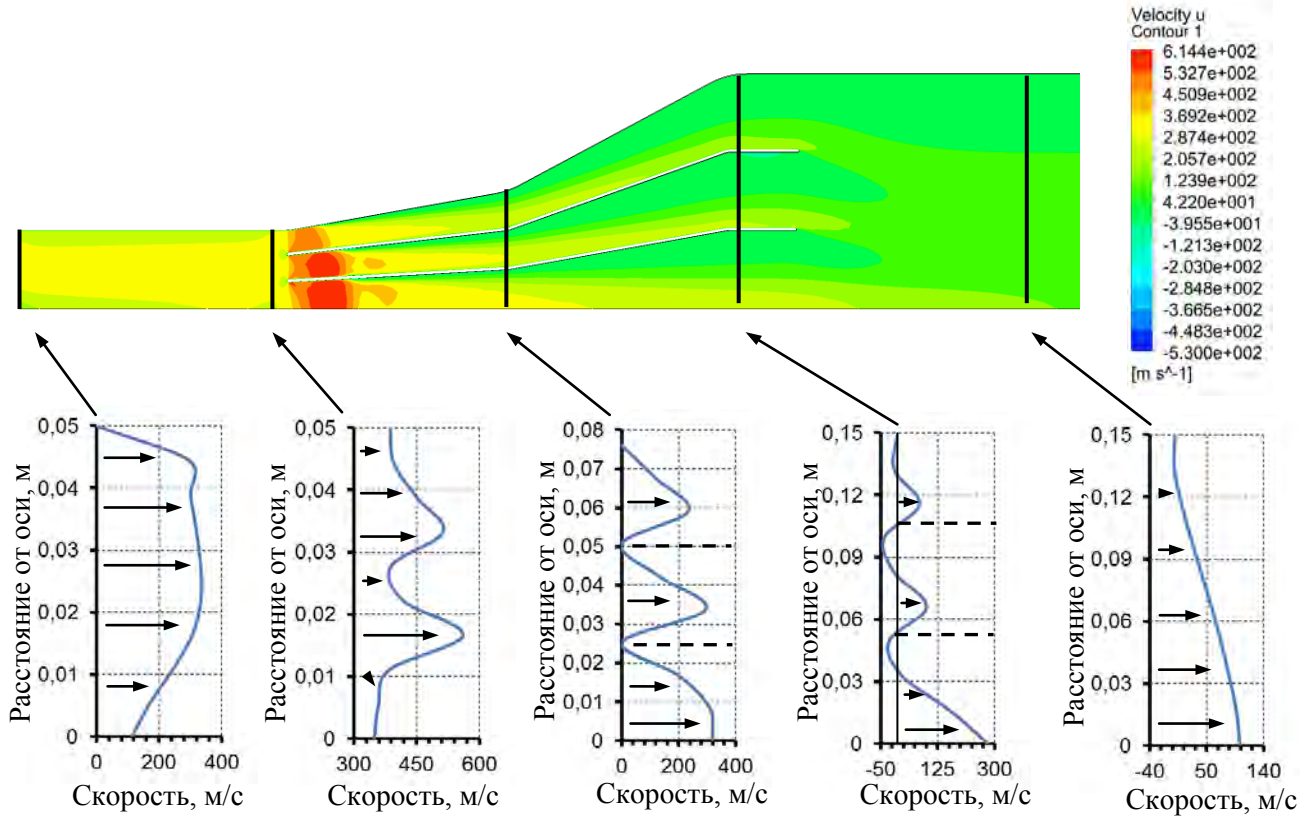 Velocity u
Contour 1
6.144e+002
5.327e+002
4.509e+002
3.692e+002
2.874e+002
2.057e+002
1.239e+002
4.220e+001
-3.955e+001
-1.213e+002
-2.030e+002
-2.848e+002
-3.665e+002
-4.483e+002
-5.300e+002
[m s^-1]
Расстояние от оси, м
0,05
0,04
0,03
0,02
0,01
0
0 200 400 600
Скорость, м/с
Расстояние от оси, м
0,05
0,04
0,03
0,02
0,01
0
300 450 600
Скорость, м/с
Расстояние от оси, м
0,08
0,07
0,06
0,05
0,04
0,03
0,02
0,01
0
0 200 400
Скорость, м/с
Расстояние от оси, м
0,15
0,12
0,09
0,06
0,03
0
-50 125 300
Скорость, м/с
Расстояние от оси, м
0,15
0,12
0,09
0,06
0,03
0
-40 50 140
Скорость, м/с